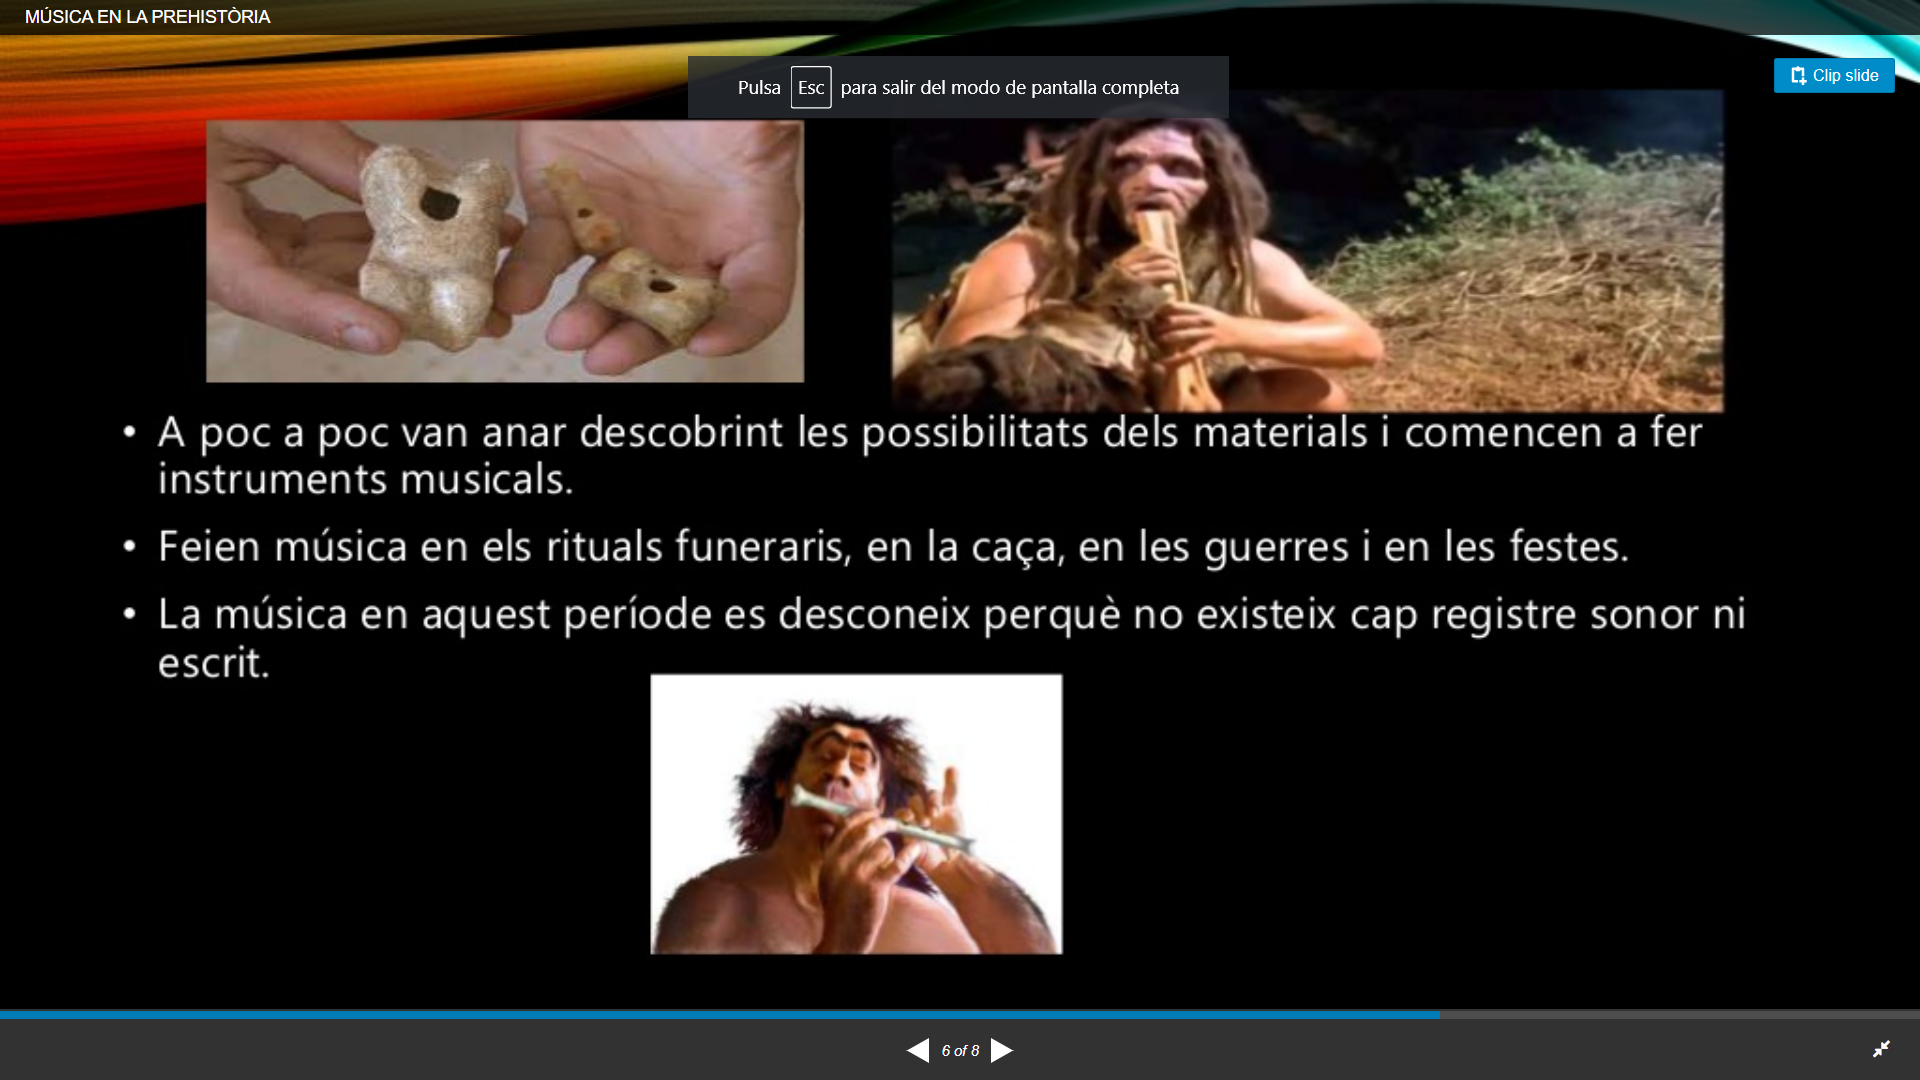 MÚSICA EN LA PREHISTÒRIA
Pulsa Esc para salir del modo de pantalla completa
Clip slide
• A poc a poc van anar descobrint les possibilitats dels materials i comencen a fer
instruments musicals.
• Feien música en els rituals funeraris, en la caça, en les guerres i en les festes.
• La música en aquest període es desconeix perquè no existeix cap registre sonor ni
escrit.
6 of 8